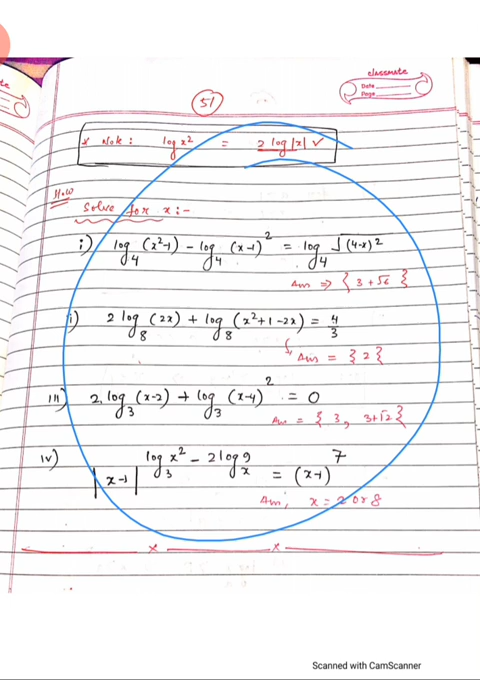 classmate
Date
Page
51
* Note: log x² = 2 log|x| ✓
H.W
Solve for x :-
i) log₄ (x²-1) - log₄ (x-1)² = log₄ √(4-x)²
Ans ⇒ { 3 + √6 }
i) 2 log₈ (2x) + log₈ (x²+1-2x) = 4/3
Ans = { 2 }
iii) 2 log₃ (x-2) + log₃ (x-4)² = 0
Ans = { 3, 3+√2 }
iv) |x-1|^(log₃ x² - 2 logₓ 9) = (x-1)⁷
Ans, x = 2 or 8
x x
Scanned with CamScanner